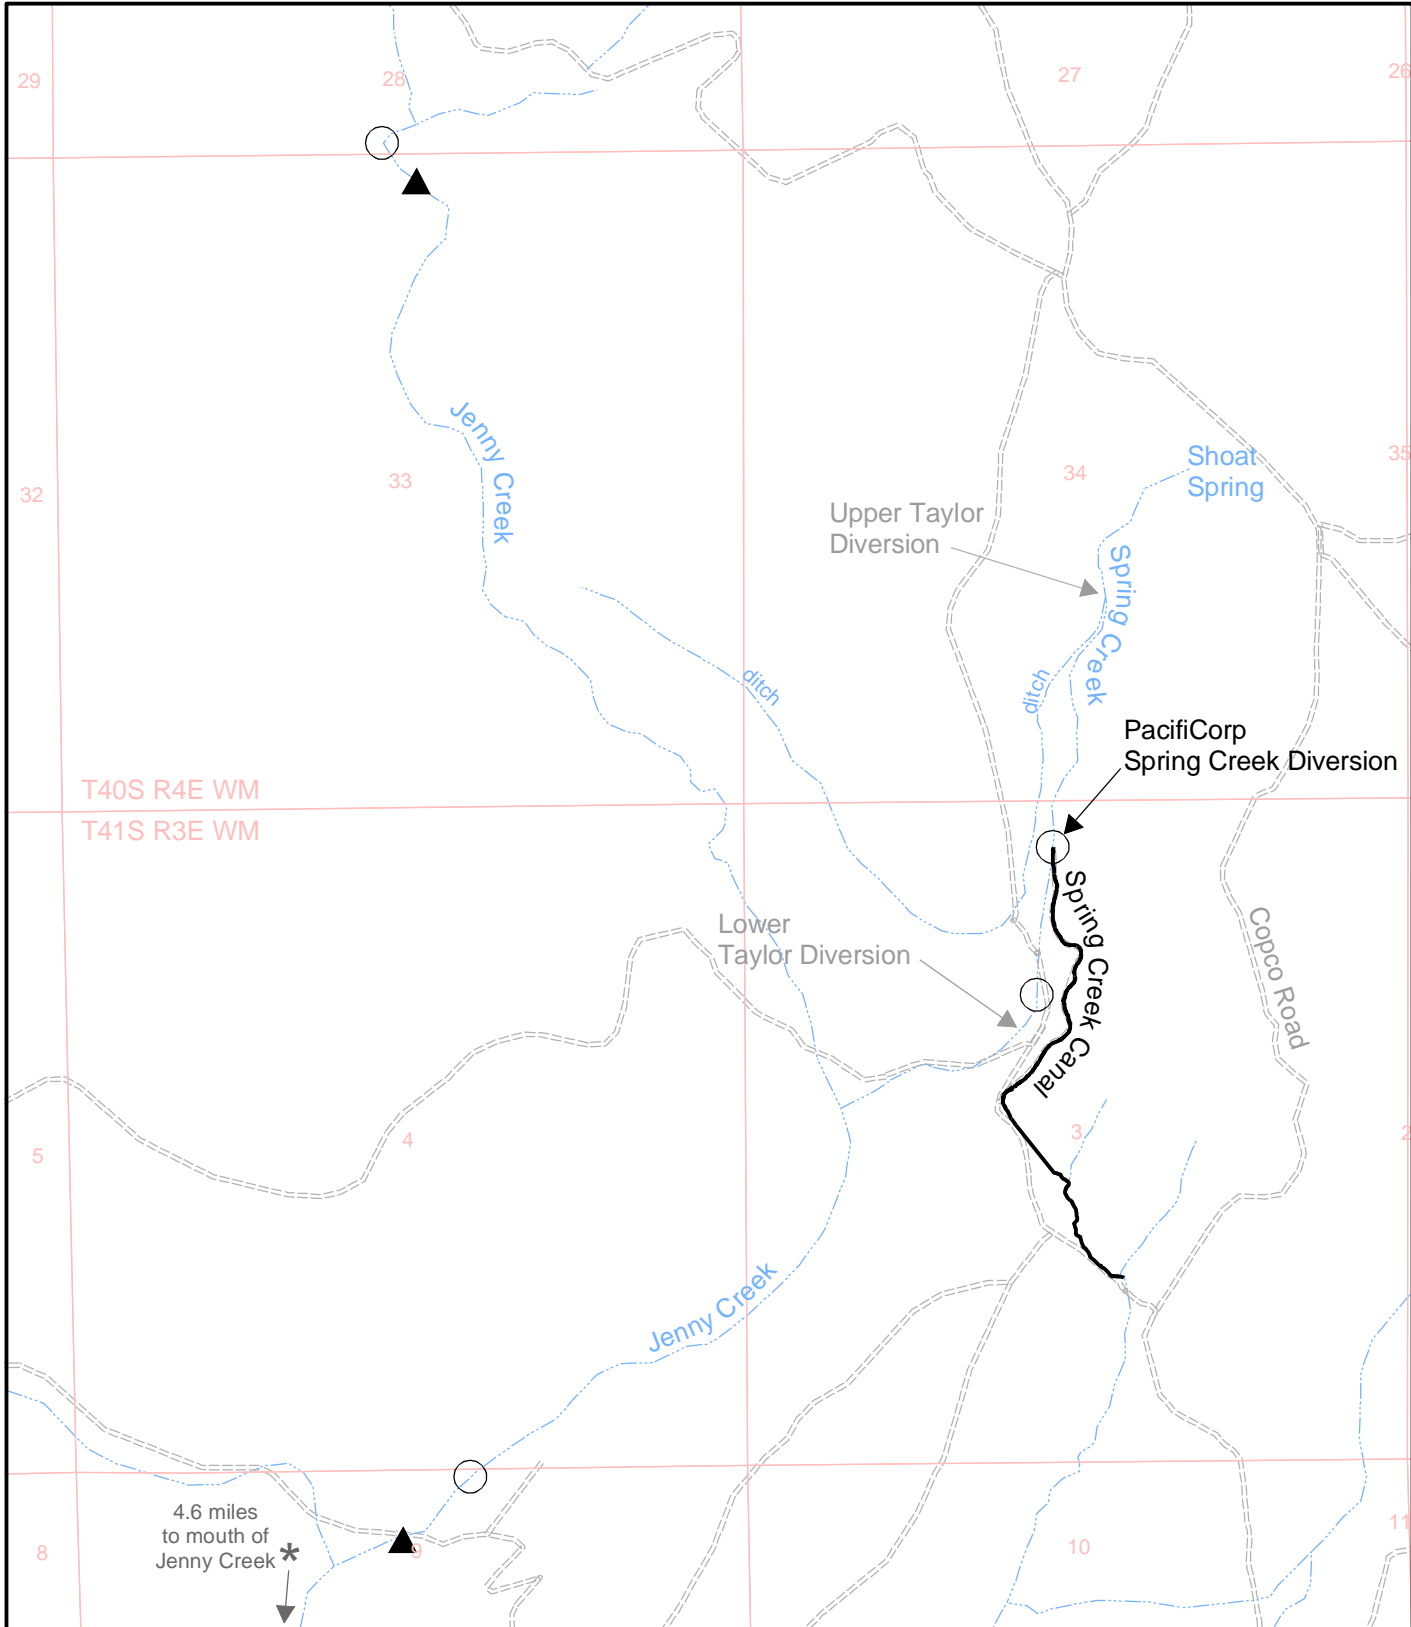 29
28
27
26
Jenny Creek
Shoat
Spring
32
33
34
35
Upper Taylor
Diversion
Spring Creek
ditch
ditch
PacifiCorp
Spring Creek Diversion
T40S R4E WM
T41S R3E WM
Spring Creek Canal
Lower
Taylor Diversion
Copco Road
5
4
3
2
Jenny Creek
4.6 miles
to mouth of
Jenny Creek *
8
9
10
11